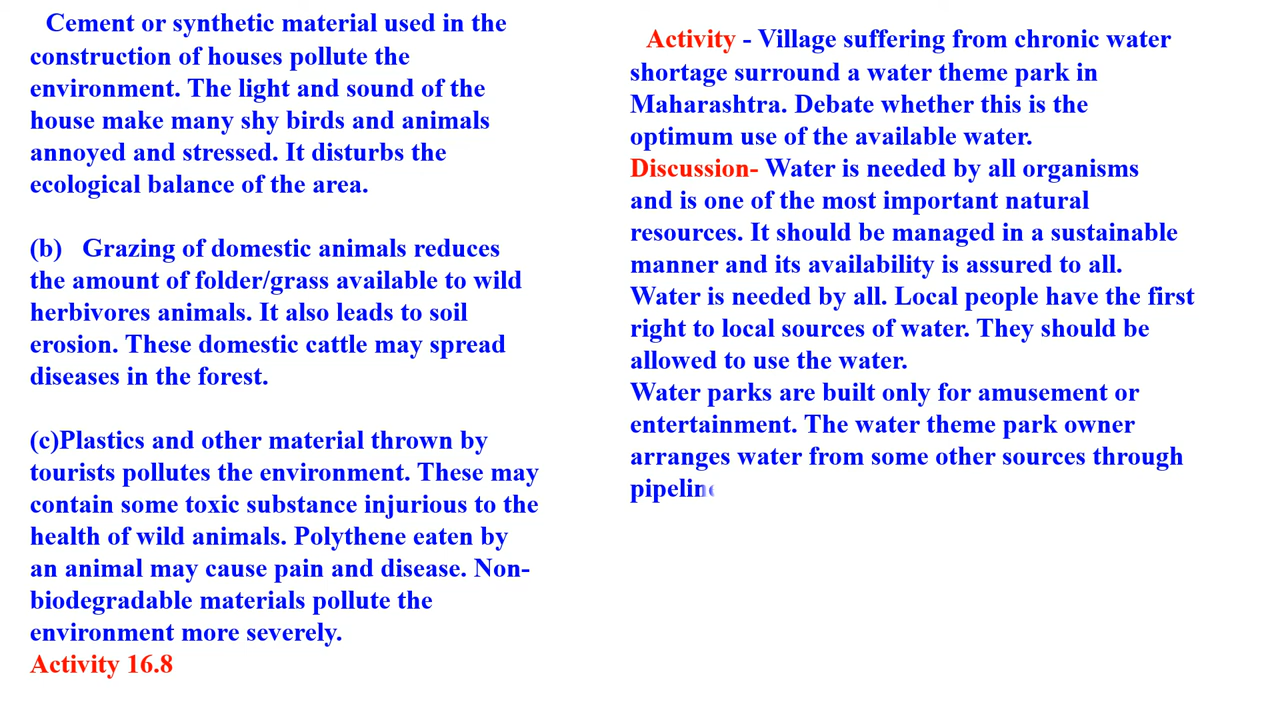 Cement or synthetic material used in the
construction of houses pollute the
environment. The light and sound of the
house make many shy birds and animals
annoyed and stressed. It disturbs the
ecological balance of the area.
(b) Grazing of domestic animals reduces
the amount of folder/grass available to wild
herbivores animals. It also leads to soil
erosion. These domestic cattle may spread
diseases in the forest.
(c)Plastics and other material thrown by
tourists pollutes the environment. These may
contain some toxic substance injurious to the
health of wild animals. Polythene eaten by
an animal may cause pain and disease. Non-
biodegradable materials pollute the
environment more severely.
Activity 16.8
Activity - Village suffering from chronic water
shortage surround a water theme park in
Maharashtra. Debate whether this is the
optimum use of the available water.
Discussion- Water is needed by all organisms
and is one of the most important natural
resources. It should be managed in a sustainable
manner and its availability is assured to all.
Water is needed by all. Local people have the first
right to local sources of water. They should be
allowed to use the water.
Water parks are built only for amusement or
entertainment. The water theme park owner
arranges water from some other sources through